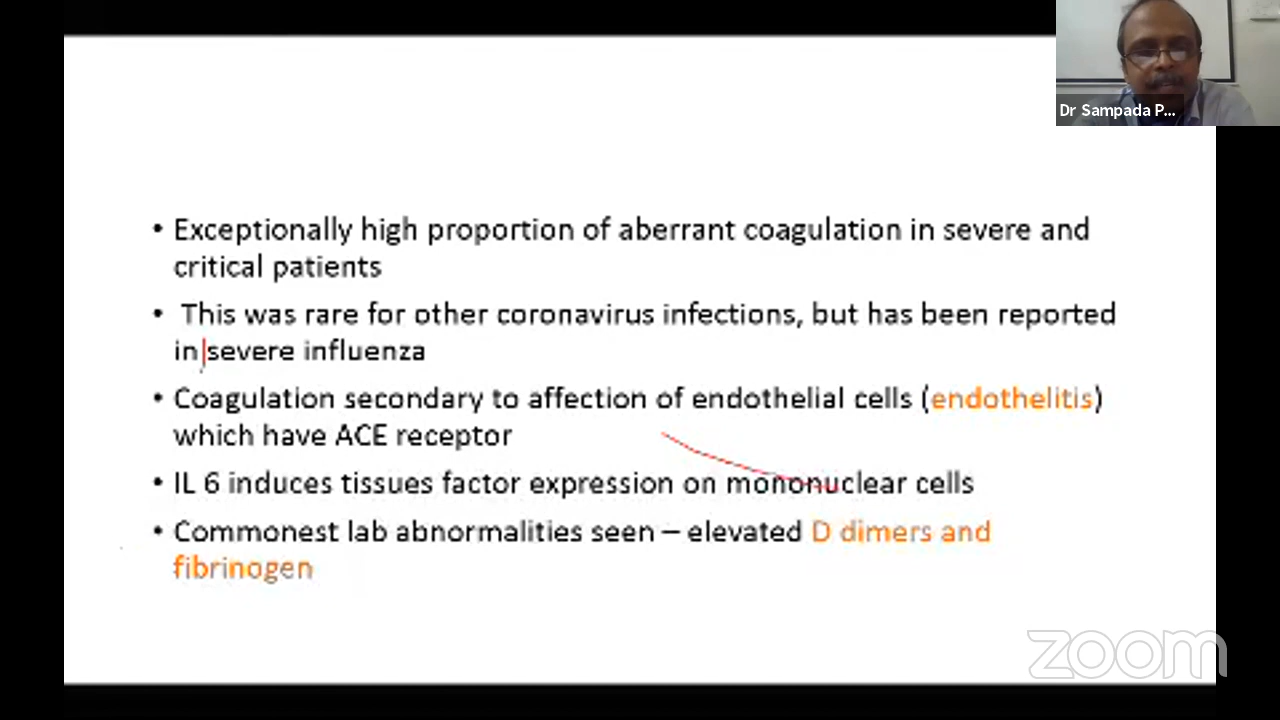 Dr Sampada P...
• Exceptionally high proportion of aberrant coagulation in severe and
critical patients
• This was rare for other coronavirus infections, but has been reported
in severe influenza
• Coagulation secondary to affection of endothelial cells (endothelitis)
which have ACE receptor
• IL 6 induces tissues factor expression on mononuclear cells
• Commonest lab abnormalities seen – elevated D dimers and
fibrinogen
zoom